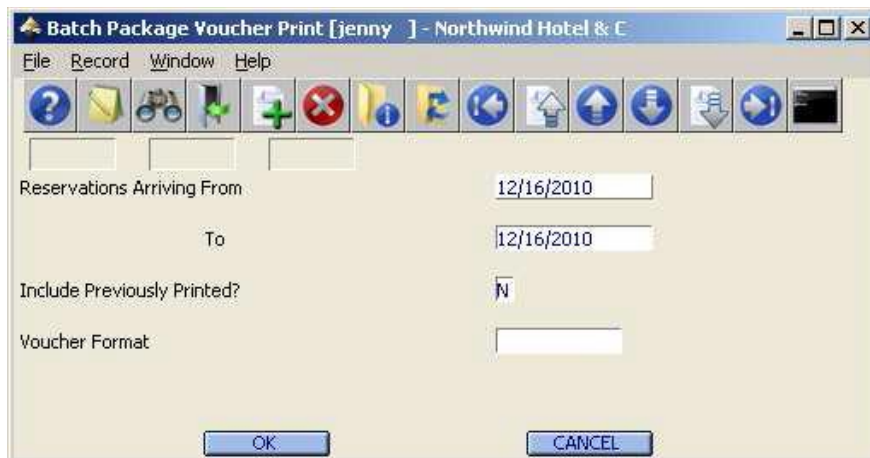 Batch Package Voucher Print [jenny ] - Northwind Hotel & C
File Record Window Help
Reservations Arriving From 12/16/2010
To 12/16/2010
Include Previously Printed? N
Voucher Format
OK CANCEL